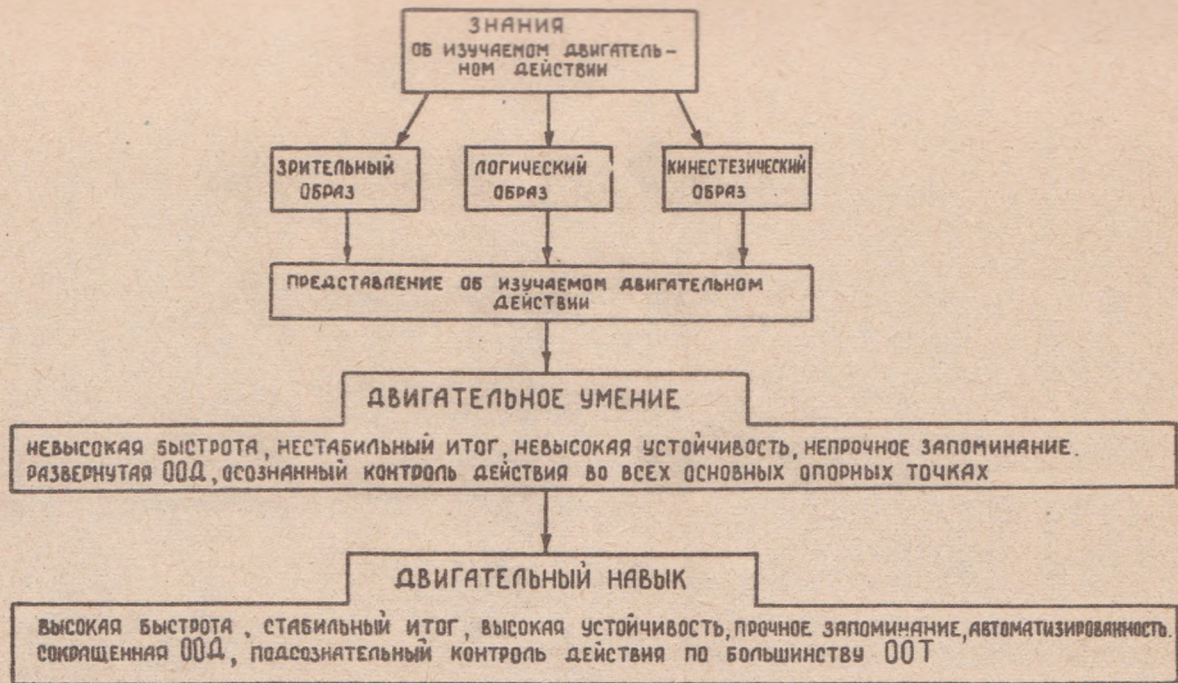 ЗНАНИЯ
ОБ ИЗУЧАЕМОМ ДВИГАТЕЛЬ-
НОМ ДЕЙСТВИИ
ЗРИТЕЛЬНЫЙ
ОБРАЗ
ЛОГИЧЕСКИЙ
ОБРАЗ
КИНЕСТЕЗИЧЕСКИЙ
ОБРАЗ
ПРЕДСТАВЛЕНИЕ ОБ ИЗУЧАЕМОМ ДВИГАТЕЛЬНОМ
ДЕЙСТВИИ
ДВИГАТЕЛЬНОЕ УМЕНИЕ
НЕВЫСОКАЯ БЫСТРОТА, НЕСТАБИЛЬНЫЙ ИТОГ, НЕВЫСОКАЯ УСТОЙЧИВОСТЬ, НЕПРОЧНОЕ ЗАПОМИНАНИЕ.
РАЗВЕРНУТАЯ ООД, ОСОЗНАННЫЙ КОНТРОЛЬ ДЕЙСТВИЯ ВО ВСЕХ ОСНОВНЫХ ОПОРНЫХ ТОЧКАХ
ДВИГАТЕЛЬНЫЙ НАВЫК
ВЫСОКАЯ БЫСТРОТА, СТАБИЛЬНЫЙ ИТОГ, ВЫСОКАЯ УСТОЙЧИВОСТЬ, ПРОЧНОЕ ЗАПОМИНАНИЕ, АВТОМАТИЗИРОВАННОСТЬ.
СОКРАЩЕННАЯ ООД, ПОДСОЗНАТЕЛЬНЫЙ КОНТРОЛЬ ДЕЙСТВИЯ ПО БОЛЬШИНСТВУ ООТ